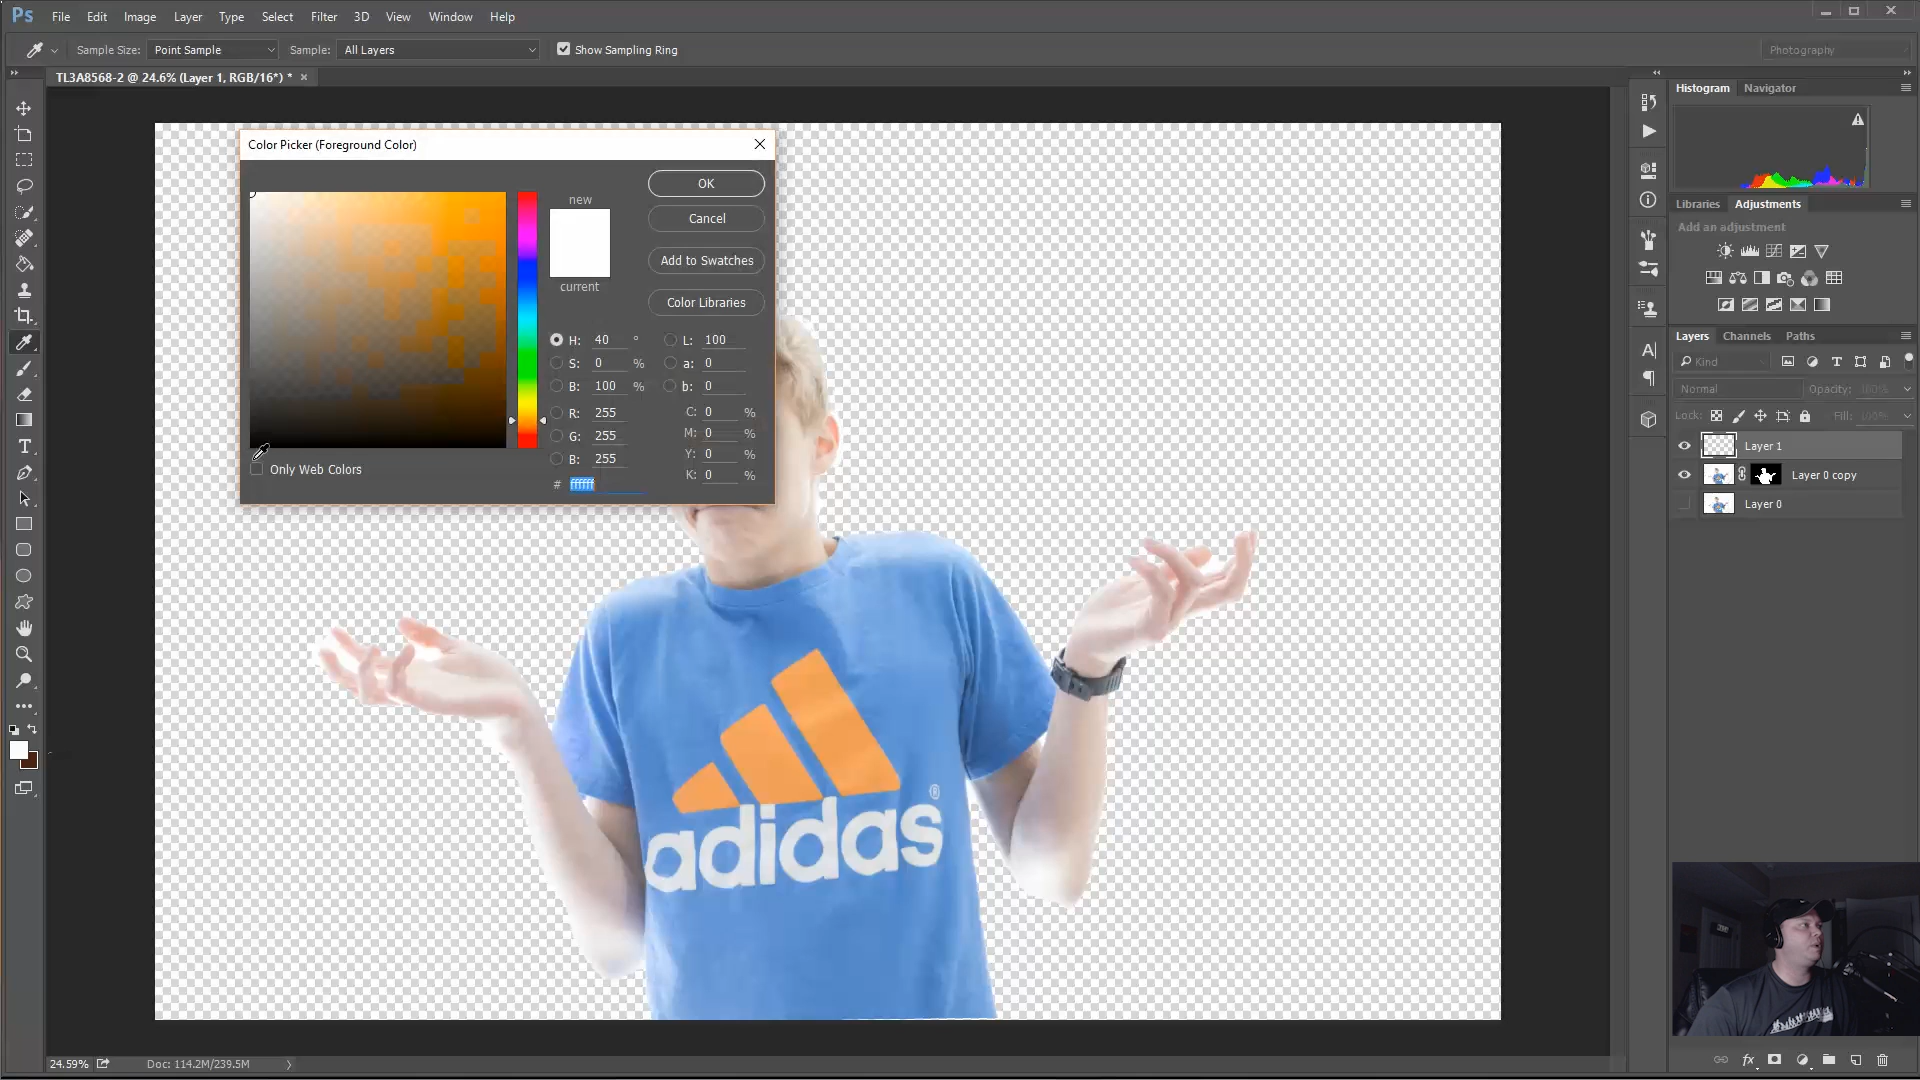 Ps File Edit Image Layer Type Select Filter 3D View Window Help
Sample Size: Point Sample Sample: All Layers Show Sampling Ring Photography
TL3A8568-2 @ 24.6% (Layer 1, RGB/16*) * ×
Histogram Navigator
Color Picker (Foreground Color)
OK
new
Cancel
Libraries Adjustments
Add an adjustment
Add to Swatches
current
Color Libraries
Layers Channels Paths
H: 40 ° L: 100
Kind
S: 0 % a: 0
B: 100 % b: 0
Normal Opacity: 100%
R: 255 C: 0 %
Lock: Fill: 100%
G: 255 M: 0 %
B: 255 Y: 0 %
Only Web Colors
# ffffff K: 0 %
Layer 1
Layer 0 copy
Layer 0
®
adidas
24.59% Doc: 114.2M/239.5M
fx